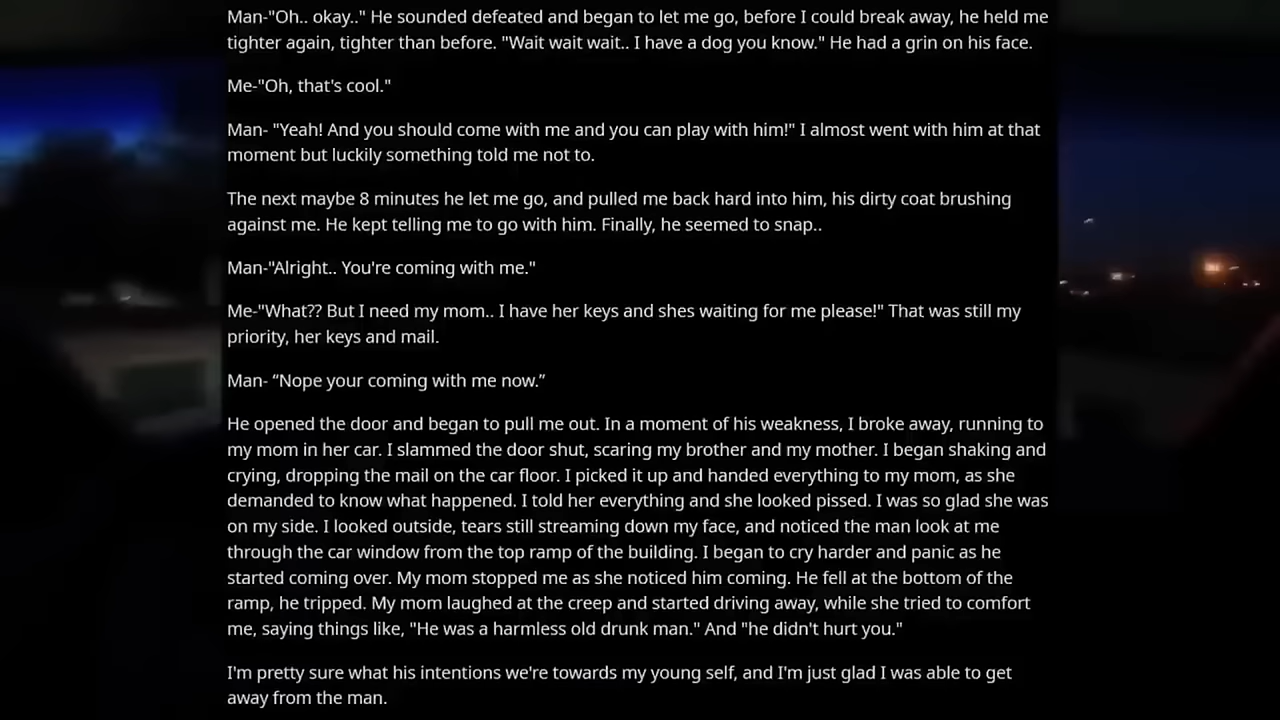 Man-"Oh.. okay.." He sounded defeated and began to let me go, before I could break away, he held me
tighter again, tighter than before. "Wait wait wait.. I have a dog you know." He had a grin on his face.
Me-"Oh, that's cool."
Man- "Yeah! And you should come with me and you can play with him!" I almost went with him at that
moment but luckily something told me not to.
The next maybe 8 minutes he let me go, and pulled me back hard into him, his dirty coat brushing
against me. He kept telling me to go with him. Finally, he seemed to snap..
Man-"Alright.. You're coming with me."
Me-"What?? But I need my mom.. I have her keys and shes waiting for me please!" That was still my
priority, her keys and mail.
Man- “Nope your coming with me now.”
He opened the door and began to pull me out. In a moment of his weakness, I broke away, running to
my mom in her car. I slammed the door shut, scaring my brother and my mother. I began shaking and
crying, dropping the mail on the car floor. I picked it up and handed everything to my mom, as she
demanded to know what happened. I told her everything and she looked pissed. I was so glad she was
on my side. I looked outside, tears still streaming down my face, and noticed the man look at me
through the car window from the top ramp of the building. I began to cry harder and panic as he
started coming over. My mom stopped me as she noticed him coming. He fell at the bottom of the
ramp, he tripped. My mom laughed at the creep and started driving away, while she tried to comfort
me, saying things like, "He was a harmless old drunk man." And "he didn't hurt you."
I'm pretty sure what his intentions we're towards my young self, and I'm just glad I was able to get
away from the man.